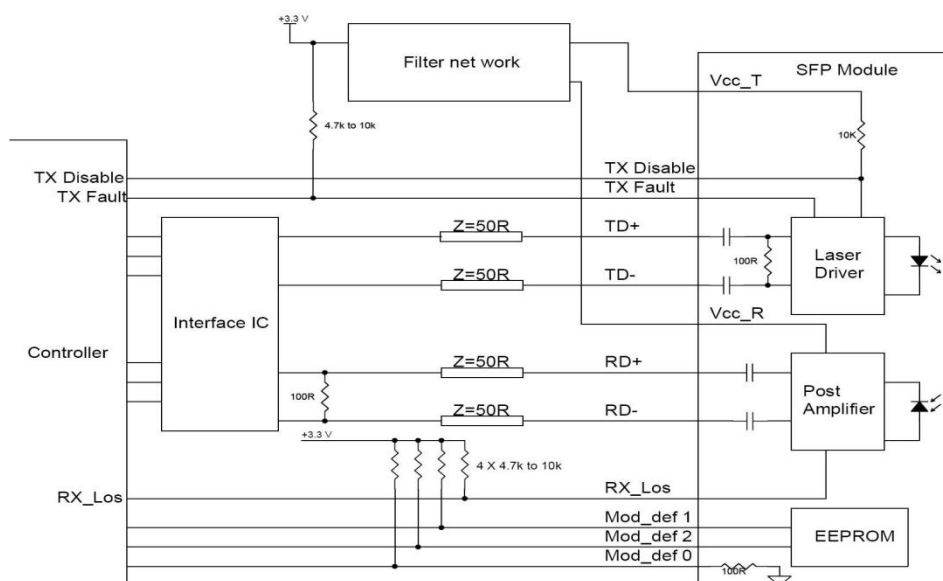 +3.3 V
Filter net work
SFP Module
Vcc_T
4.7k to 10k
10K
TX Disable
TX Disable
TX Fault
TX Fault
Z=50R
TD+
100R
Laser
Driver
Z=50R
TD-
Interface IC
Vcc_R
Controller
Z=50R
RD+
100R
Post
Amplifier
Z=50R
RD-
+3.3 V
4 X 4.7k to 10k
RX_Los
RX_Los
Mod_def 1
Mod_def 2
EEPROM
Mod_def 0
100R